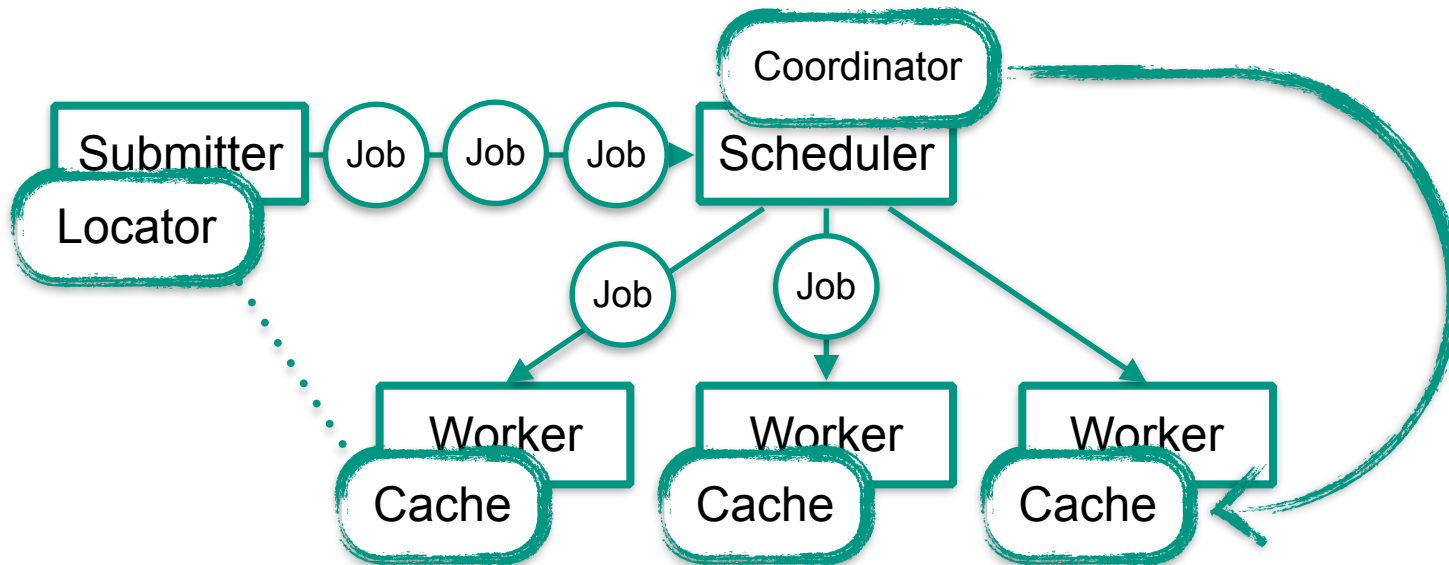 Coordinator
Submitter
Job
Job
Job
Scheduler
Locator
Job
Job
Worker
Worker
Worker
Cache
Cache
Cache